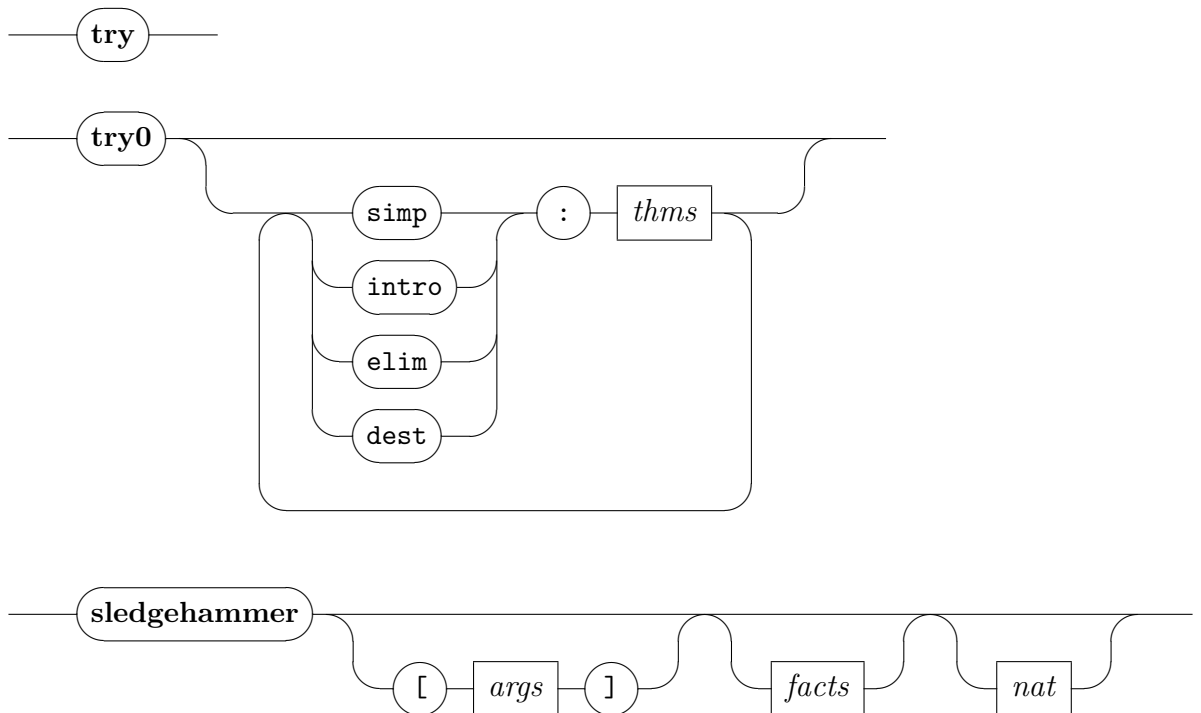 try
try0
simp : thms
intro
elim
dest
sledgehammer
[ args ] facts nat